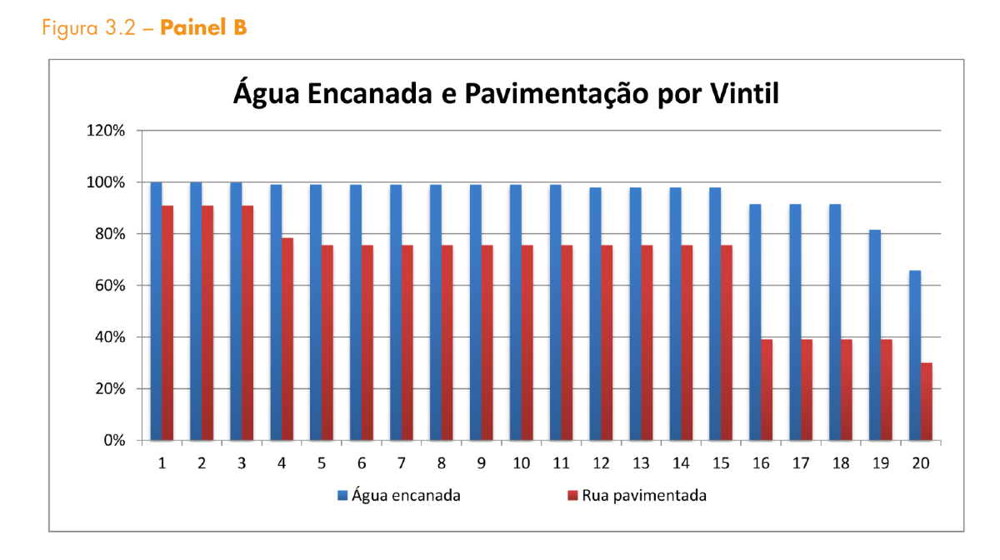 Figura 3.2 – Painel B
Água Encanada e Pavimentação por Vintil
120%
100%
80%
60%
40%
20%
0%
1 2 3 4 5 6 7 8 9 10 11 12 13 14 15 16 17 18 19 20
Água encanada Rua pavimentada